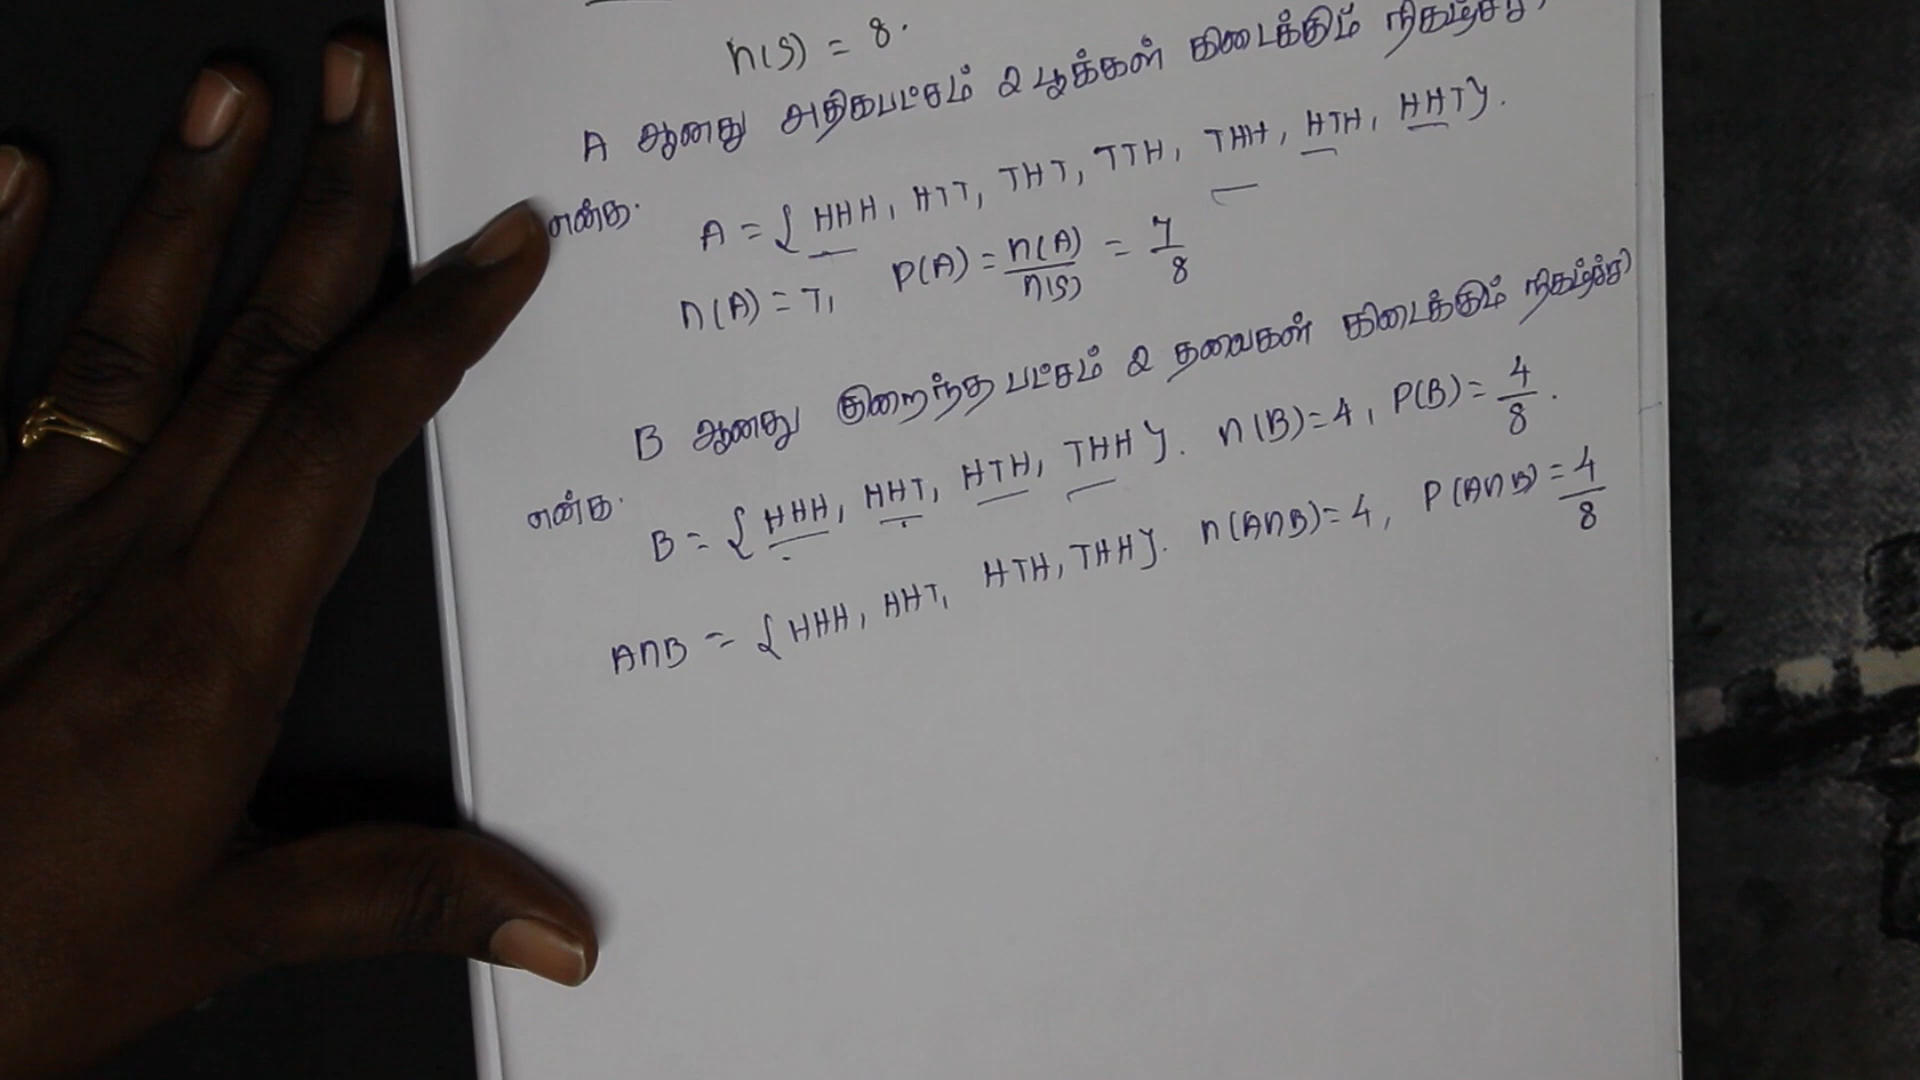 n(S) = 8.
A ஆனது அதிகபட்சம் 2 பூக்கள் கிடைக்கும் நிகழ்ச்சி
என்க.
A = { HHH, HTT, THT, TTH, THH, HTH, HHT}.
n(A) = 7, P(A) = n(A)/n(S) = 7/8
B ஆனது குறைந்த பட்சம் 2 தலைகள் கிடைக்கும் நிகழ்ச்சி
என்க.
B = { HHH, HHT, HTH, THH }. n(B)=4, P(B) = 4/8.
A∩B = { HHH, HHT, HTH, THH}. n(A∩B)=4, P(A∩B) = 4/8